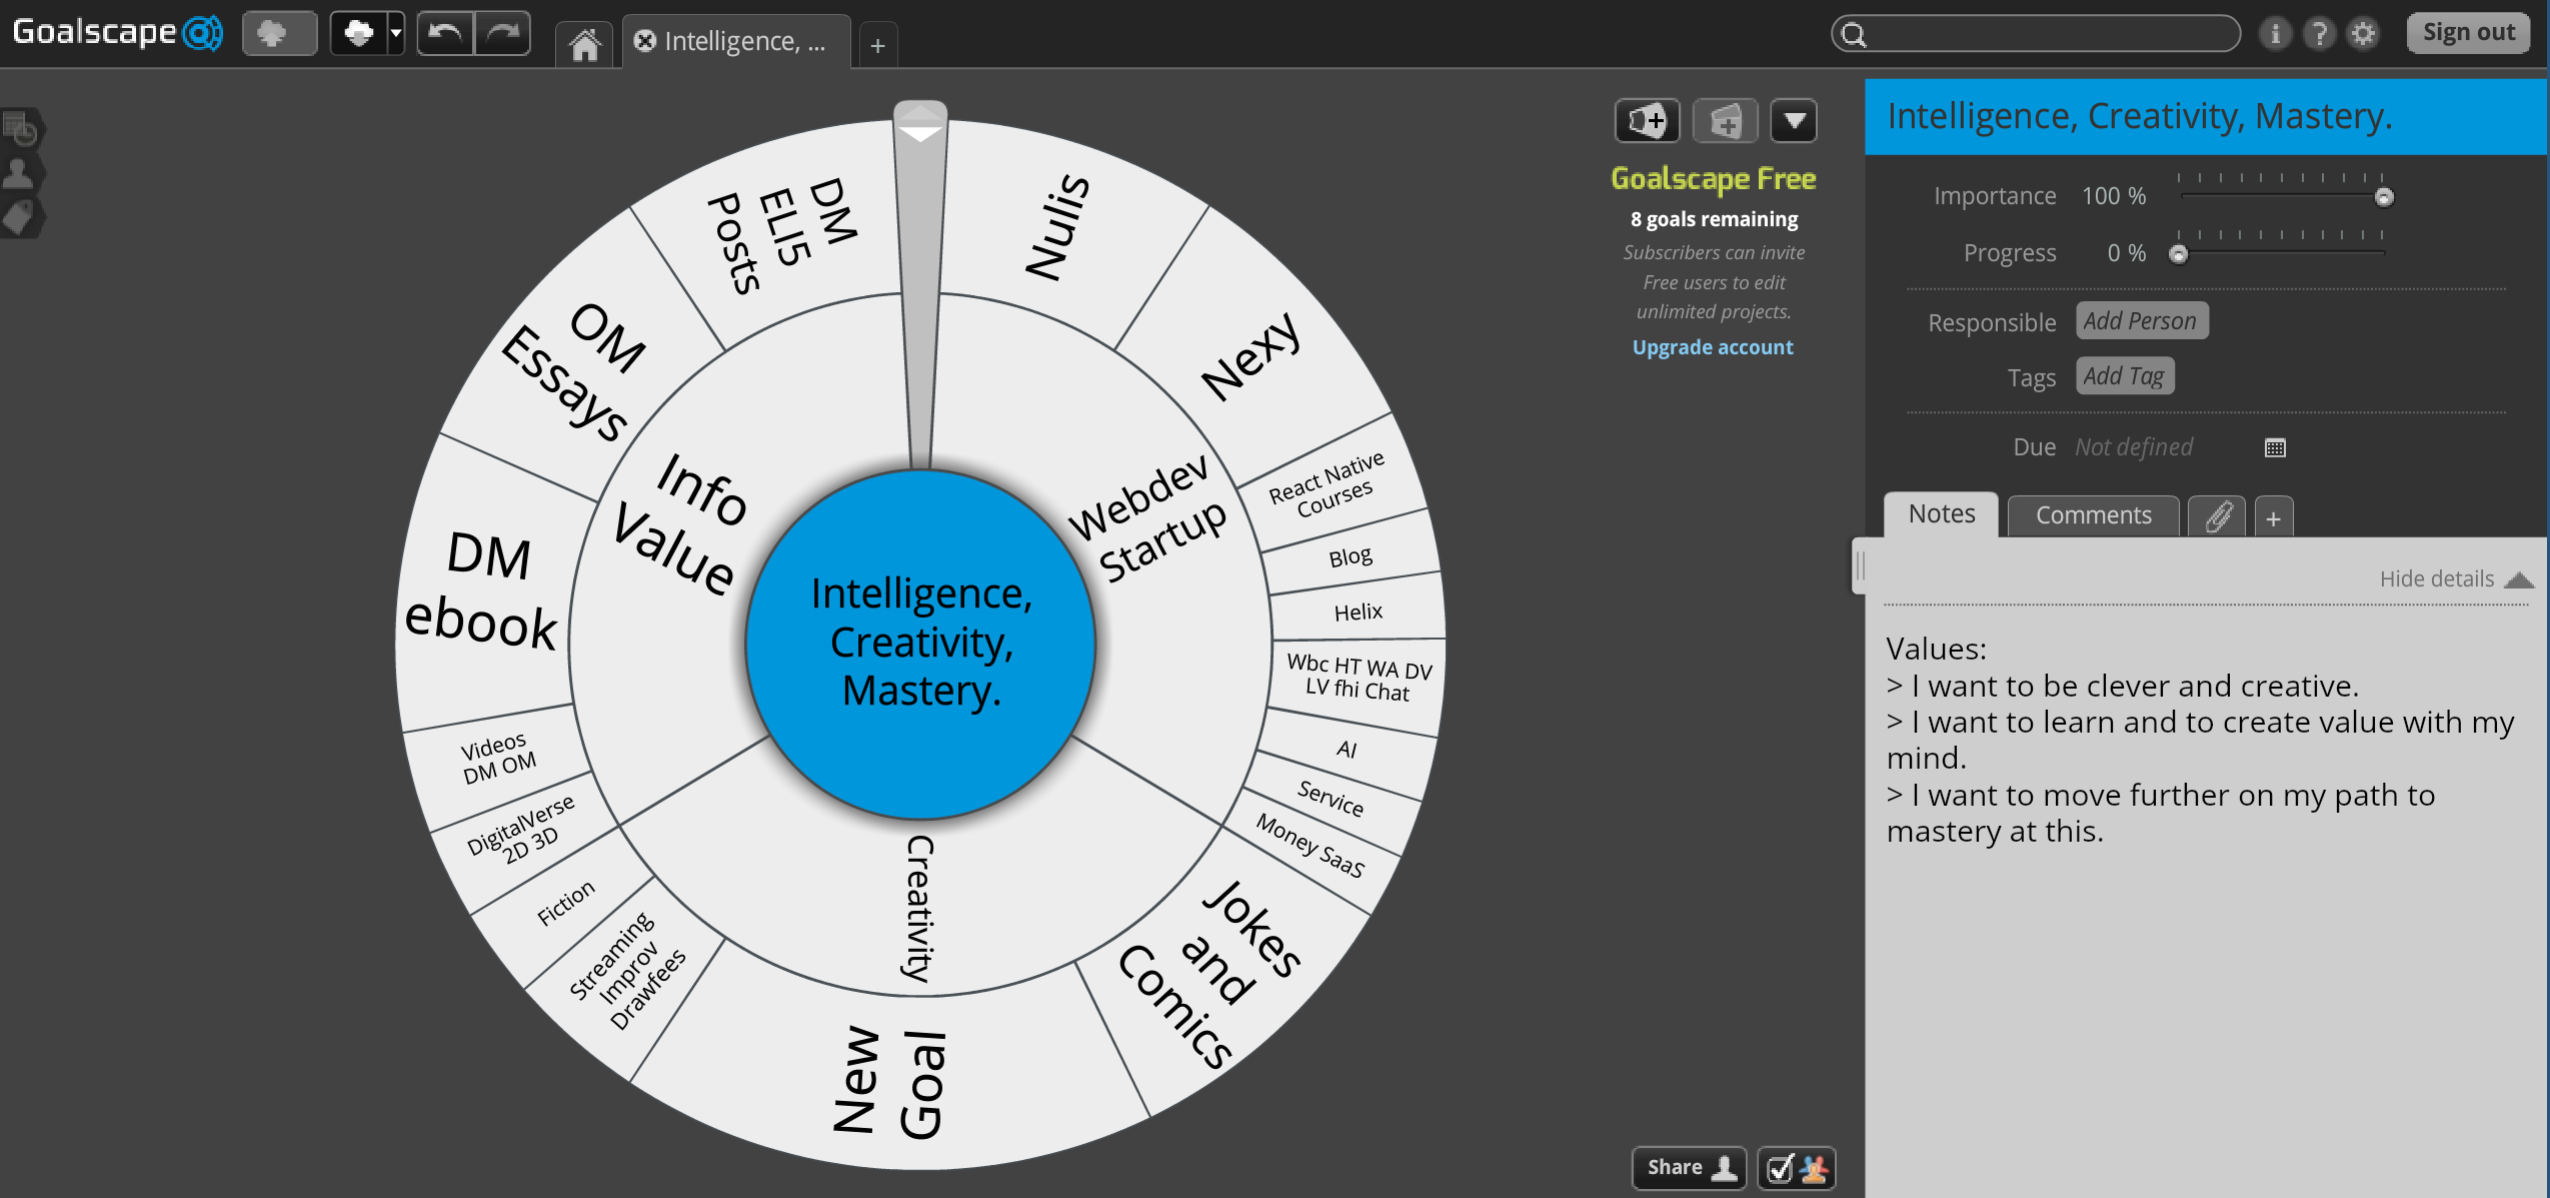 Goalscape
Intelligence, ...
+
Sign out
Nulis
Nexy
React Native
Courses
Blog
Helix
Wbc HT WA DV
LV fhi Chat
AI
Service
Money SaaS
Webdev
Startup
Jokes
and
Comics
New
Goal
Streaming
Improv
Drawfees
Fiction
Creativity
DigitalVerse
2D 3D
Videos
DM OM
DM
ebook
OM
Essays
DM
ELI5
Posts
Info
Value
Intelligence,
Creativity,
Mastery.
Goalscape Free
8 goals remaining
Subscribers can invite
Free users to edit
unlimited projects.
Upgrade account
Share
Intelligence, Creativity, Mastery.
Importance 100 %
Progress 0 %
Responsible Add Person
Tags Add Tag
Due Not defined
Notes Comments +
Hide details
Values:
> I want to be clever and creative.
> I want to learn and to create value with my
mind.
> I want to move further on my path to
mastery at this.